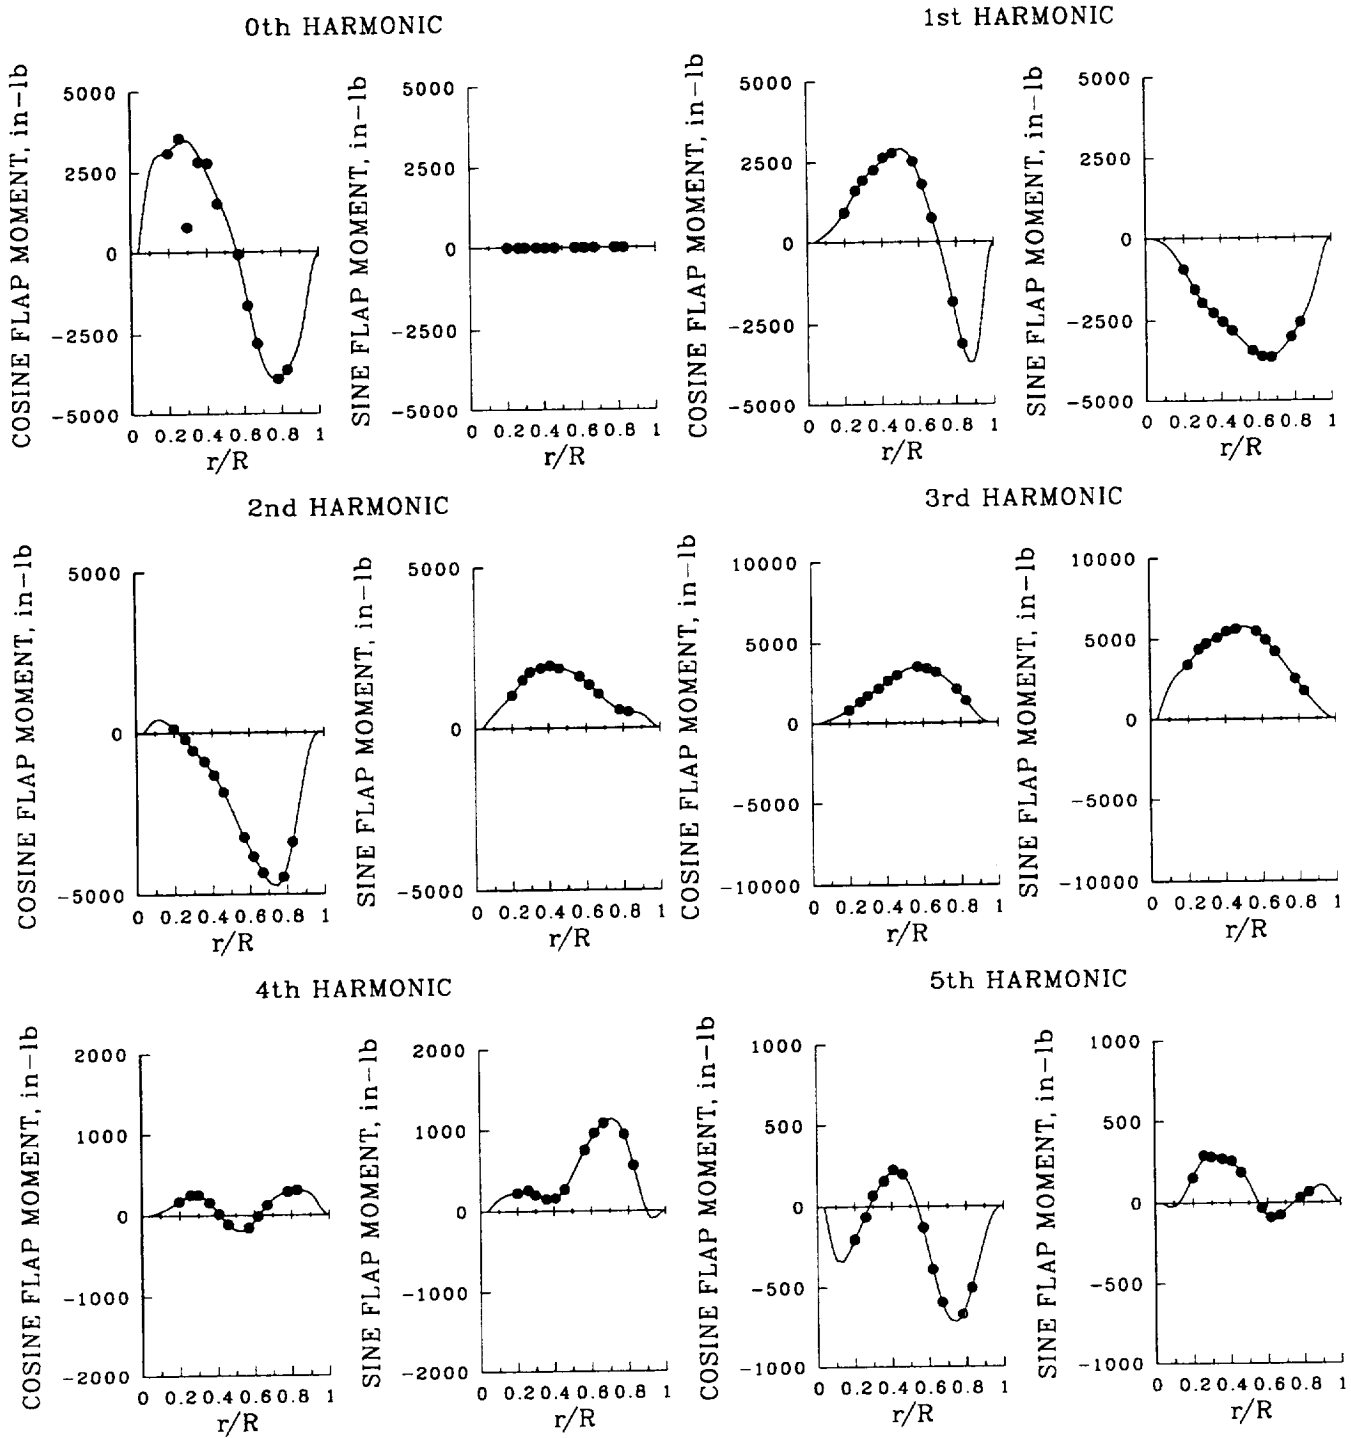 0th HARMONIC
COSINE FLAP MOMENT, in-lb
5000
2500
0
-2500
-5000
0 0.2 0.4 0.6 0.8 1
r/R
SINE FLAP MOMENT, in-lb
5000
2500
0
-2500
-5000
0 0.2 0.4 0.6 0.8 1
r/R
1st HARMONIC
COSINE FLAP MOMENT, in-lb
5000
2500
0
-2500
-5000
0 0.2 0.4 0.6 0.8 1
r/R
SINE FLAP MOMENT, in-lb
5000
2500
0
-2500
-5000
0 0.2 0.4 0.6 0.8 1
r/R
2nd HARMONIC
COSINE FLAP MOMENT, in-lb
5000
0
-5000
0 0.2 0.4 0.6 0.8 1
r/R
SINE FLAP MOMENT, in-lb
5000
0
-5000
0 0.2 0.4 0.6 0.8 1
r/R
3rd HARMONIC
COSINE FLAP MOMENT, in-lb
10000
5000
0
-5000
-10000
0 0.2 0.4 0.6 0.8 1
r/R
SINE FLAP MOMENT, in-lb
10000
5000
0
-5000
-10000
0 0.2 0.4 0.6 0.8 1
r/R
4th HARMONIC
COSINE FLAP MOMENT, in-lb
2000
1000
0
-1000
-2000
0 0.2 0.4 0.6 0.8 1
r/R
SINE FLAP MOMENT, in-lb
2000
1000
0
-1000
-2000
0 0.2 0.4 0.6 0.8 1
r/R
5th HARMONIC
COSINE FLAP MOMENT, in-lb
1000
500
0
-500
-1000
0 0.2 0.4 0.6 0.8 1
r/R
SINE FLAP MOMENT, in-lb
1000
500
0
-500
-1000
0 0.2 0.4 0.6 0.8 1
r/R